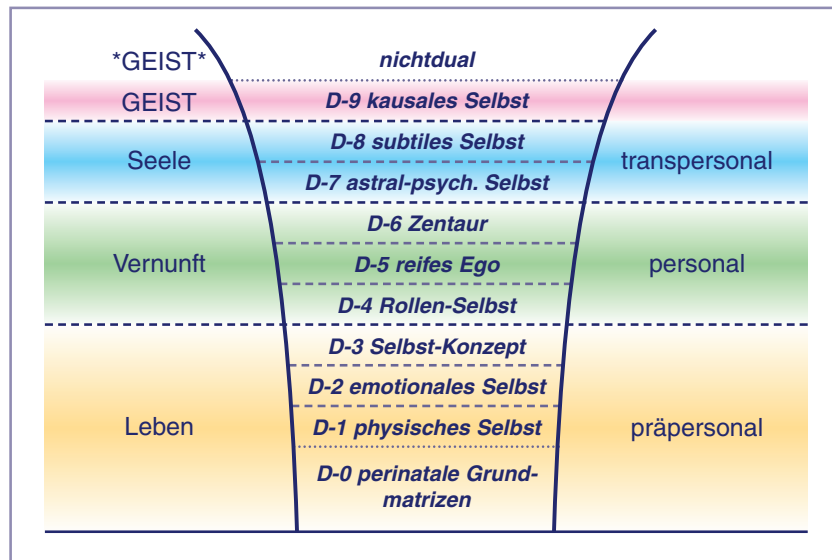 *GEIST*
nichtdual
GEIST
D-9 kausales Selbst
D-8 subtiles Selbst
Seele
transpersonal
D-7 astral-psych. Selbst
D-6 Zentaur
Vernunft
D-5 reifes Ego
personal
D-4 Rollen-Selbst
D-3 Selbst-Konzept
D-2 emotionales Selbst
Leben
D-1 physisches Selbst
präpersonal
D-0 perinatale Grund-
matrizen